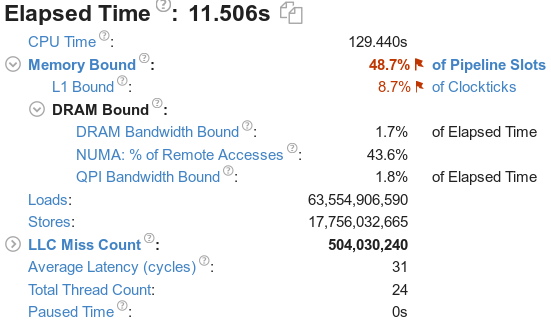 Elapsed Time ?: 11.506s
CPU Time ?: 129.440s
Memory Bound ?: 48.7% of Pipeline Slots
L1 Bound ?: 8.7% of Clockticks
DRAM Bound ?:
DRAM Bandwidth Bound ?: 1.7% of Elapsed Time
NUMA: % of Remote Accesses ?: 43.6%
QPI Bandwidth Bound ?: 1.8% of Elapsed Time
Loads: 63,554,906,590
Stores: 17,756,032,665
LLC Miss Count ?: 504,030,240
Average Latency (cycles) ?: 31
Total Thread Count: 24
Paused Time ?: 0s